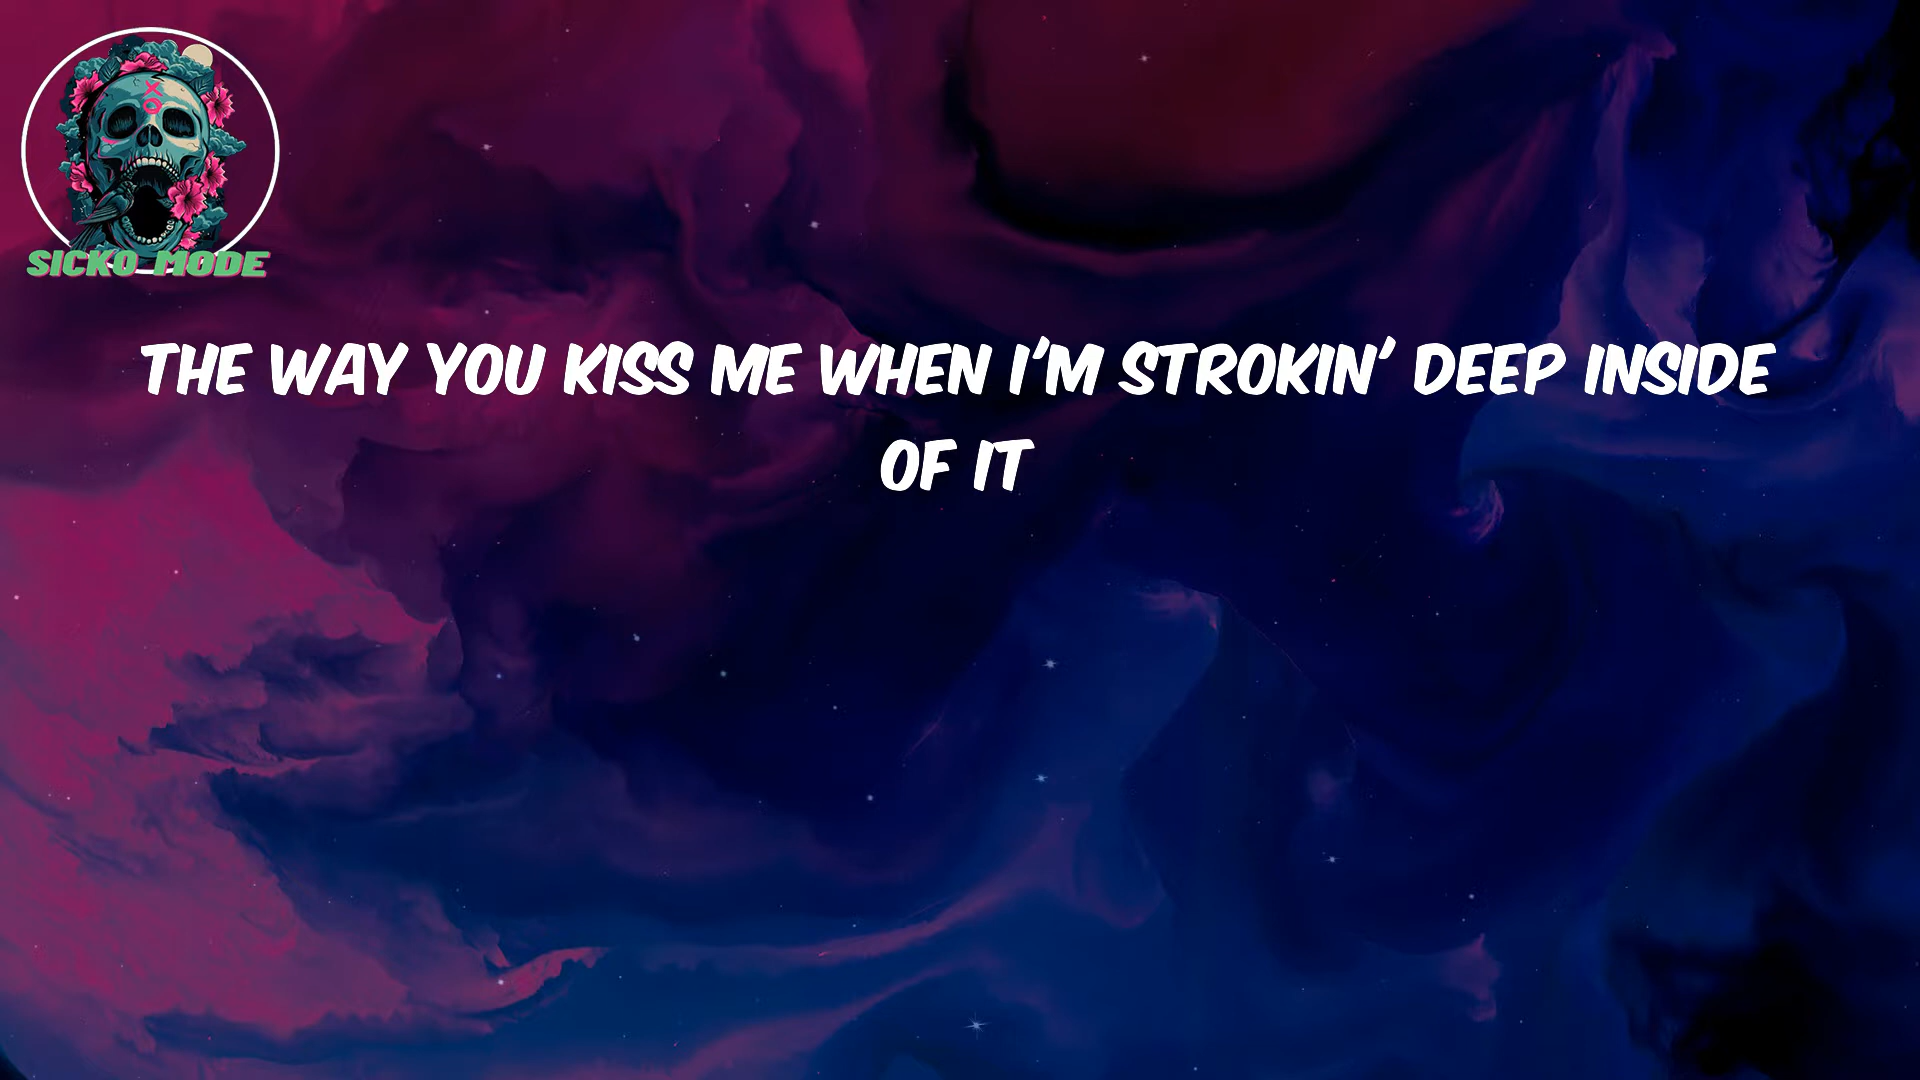 SICKO MODE
THE WAY YOU KISS ME WHEN I'M STROKIN' DEEP INSIDE
OF IT